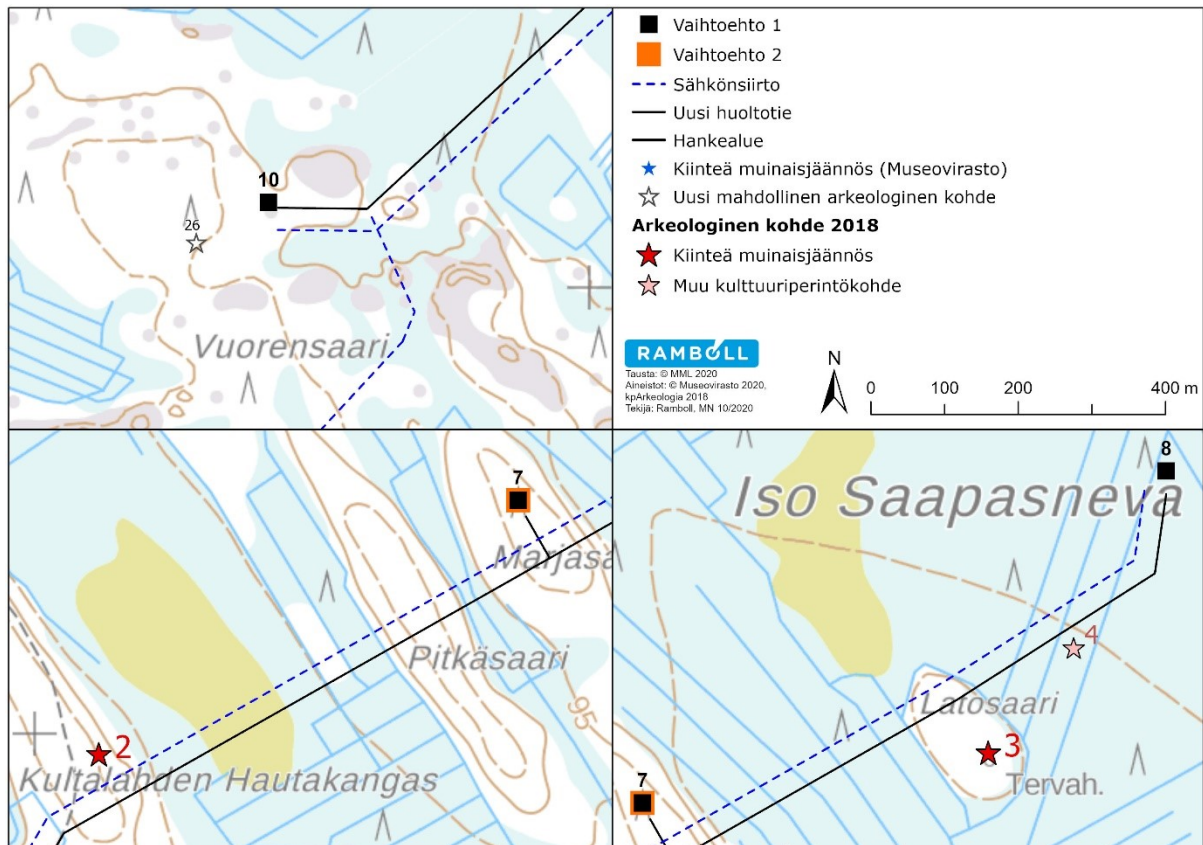 10
26
Vuorensaari
Vaihtoehto 1
Vaihtoehto 2
Sähkönsiirto
Uusi huoltotie
Hankealue
Kiinteä muinaisjäännös (Museovirasto)
Uusi mahdollinen arkeologinen kohde
Arkeologinen kohde 2018
Kiinteä muinaisjäännös
Muu kulttuuriperintökohde
RAMBOLL
Tausta: © MML 2020
Aineistot: © Museovirasto 2020,
kpArkeologia 2018
Tekijä: Ramboll, MN 10/2020
N
0 100 200 400 m
7
Marjasa
Pitkäsaari
95
2
Kultalahden Hautakangas
8
Iso Saapasneva
4
Latosaari
3
Tervah.
7